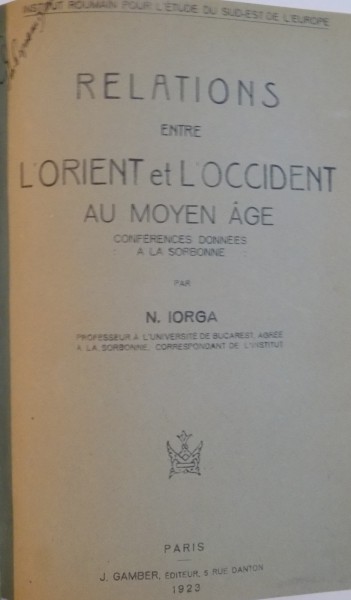 INSTITUT ROUMAIN POUR L'ÉTUDE DU SUD-EST DE L'EUROPE
RELATIONS
ENTRE
L'ORIENT et L'OCCIDENT
AU MOYEN ÂGE
CONFÉRENCES DONNÉES
A LA SORBONNE
PAR
N. IORGA
PROFESSEUR À L'UNIVERSITÉ DE BUCAREST, AGRÉÉ
A LA SORBONNE, CORRESPONDANT DE L'INSTITUT
PARIS
J. GAMBER, ÉDITEUR, 5 RUE DANTON
1923